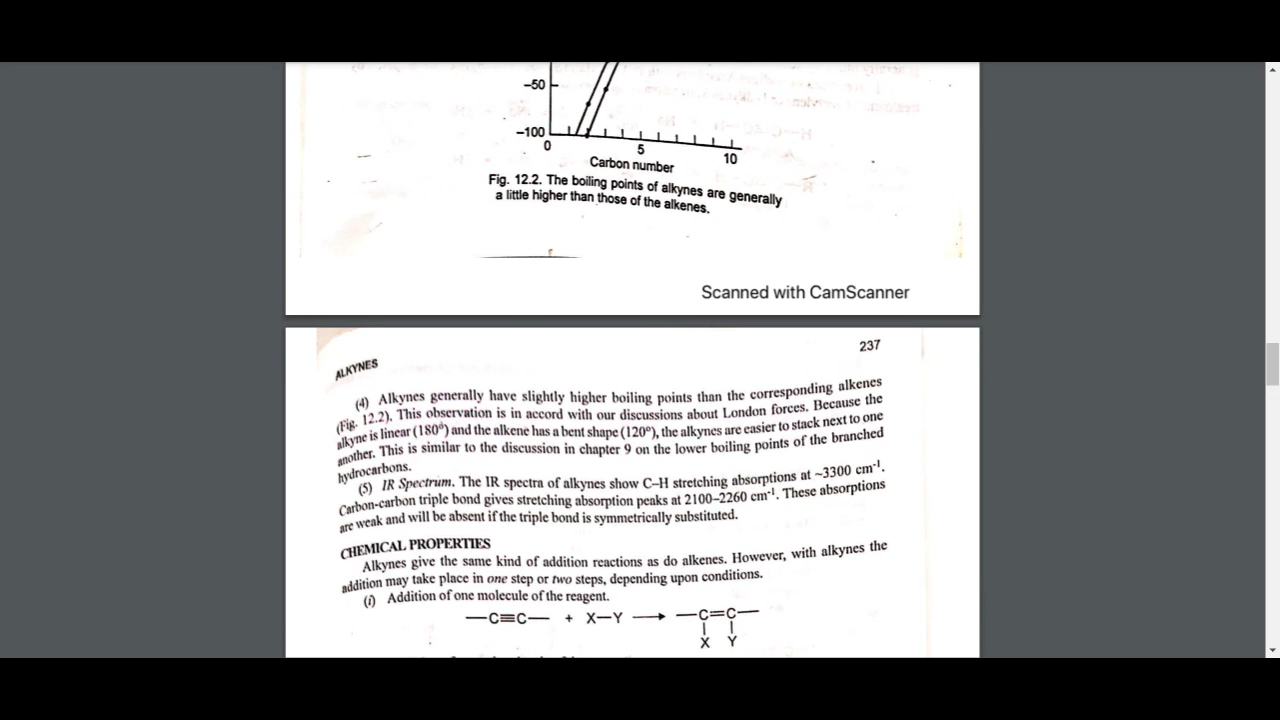 –50
–100
0
5
10
Carbon number
Fig. 12.2. The boiling points of alkynes are generally
a little higher than those of the alkenes.
Scanned with CamScanner
ALKYNES
237
(4) Alkynes generally have slightly higher boiling points than the corresponding alkenes
(Fig. 12.2). This observation is in accord with our discussions about London forces. Because the
alkyne is linear (180°) and the alkene has a bent shape (120°), the alkynes are easier to stack next to one
another. This is similar to the discussion in chapter 9 on the lower boiling points of the branched
hydrocarbons.
(5) IR Spectrum. The IR spectra of alkynes show C–H stretching absorptions at ~3300 cm⁻¹.
Carbon-carbon triple bond gives stretching absorption peaks at 2100–2260 cm⁻¹. These absorptions
are weak and will be absent if the triple bond is symmetrically substituted.
CHEMICAL PROPERTIES
Alkynes give the same kind of addition reactions as do alkenes. However, with alkynes the
addition may take place in one step or two steps, depending upon conditions.
(i) Addition of one molecule of the reagent.
—C≡C— + X—Y ⟶ —C=C—
X Y